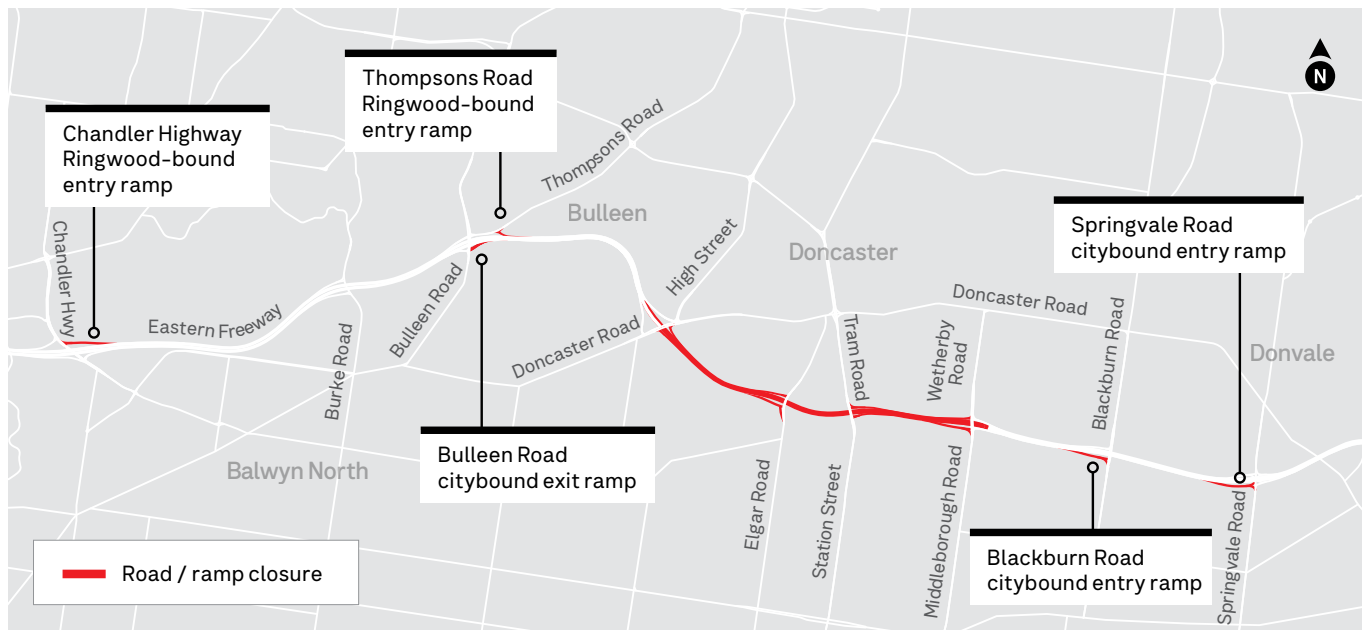 Thompsons Road
Ringwood-bound
entry ramp
N
Chandler Highway
Ringwood-bound
entry ramp
Thompsons Road
Bulleen
Springvale Road
citybound entry ramp
Chandler Hwy
High Street
Doncaster
Bulleen Road
Eastern Freeway
Doncaster Road
Doncaster Road
Burke Road
Tram Road
Wetherby
Road
Blackburn Road
Donvale
Bulleen Road
citybound exit ramp
Balwyn North
Elgar Road
Station Street
Middleborough Road
Springvale Road
Blackburn Road
citybound entry ramp
Road / ramp closure